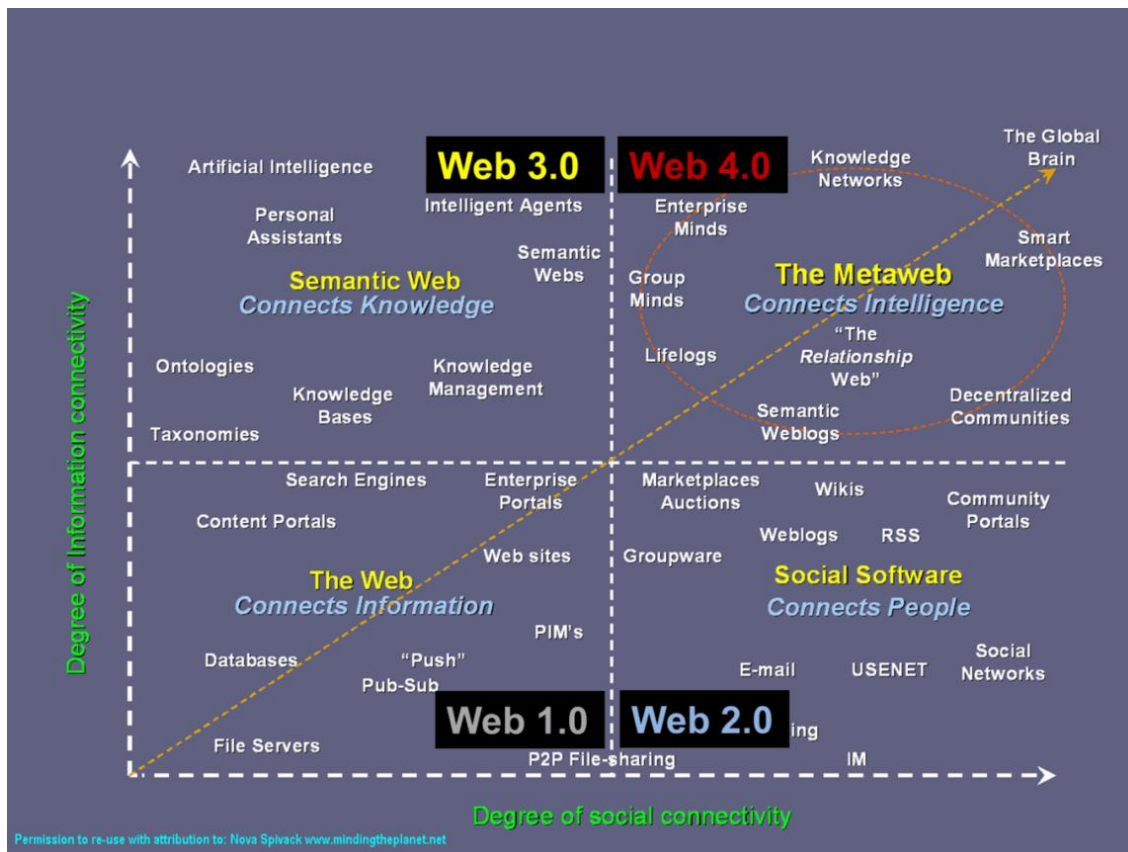 The Global
Brain
Web 3.0
Web 4.0
Artificial Intelligence
Knowledge
Networks
Intelligent Agents
Enterprise
Minds
Personal
Assistants
Semantic
Webs
Smart
Marketplaces
Semantic Web
Connects Knowledge
Group
Minds
The Metaweb
Connects Intelligence
Lifelogs
“The
Relationship
Web”
Ontologies
Knowledge
Management
Knowledge
Bases
Decentralized
Communities
Taxonomies
Semantic
Weblogs
Degree of Information connectivity
Search Engines
Enterprise
Portals
Marketplaces
Auctions
Wikis
Community
Portals
Content Portals
Weblogs
RSS
Web sites
Groupware
The Web
Connects Information
Social Software
Connects People
PIM's
Databases
“Push”
Pub-Sub
E-mail
USENET
Social
Networks
Web 1.0
Web 2.0
ing
File Servers
P2P File-sharing
IM
Degree of social connectivity
Permission to re-use with attribution to: Nova Spivack www.mindingtheplanet.net